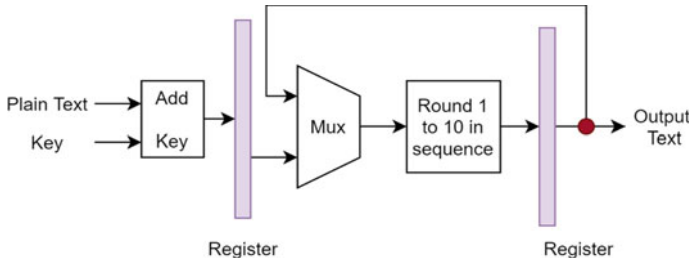 Plain Text
Key
Add
Key
Register
Mux
Round 1
to 10 in
sequence
Register
Output
Text